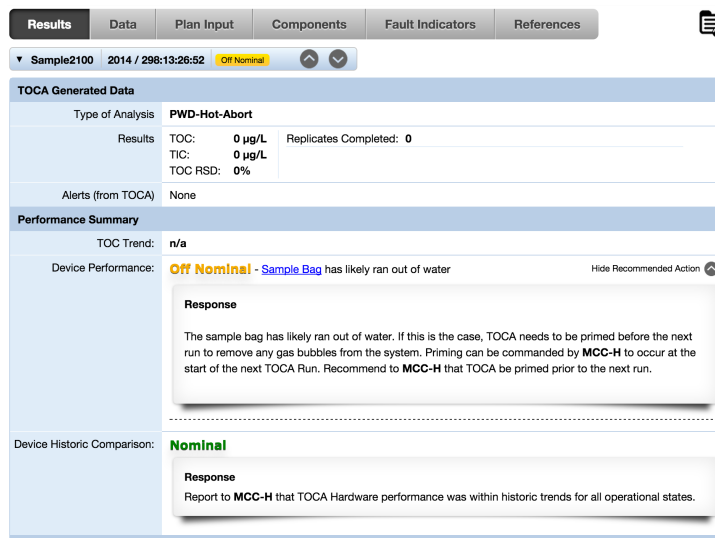 Results Data Plan Input Components Fault Indicators References
▼ Sample2100 2014 / 298:13:26:52 Off Nominal
TOCA Generated Data
Type of Analysis PWD-Hot-Abort
Results TOC: 0 µg/L Replicates Completed: 0
TIC: 0 µg/L
TOC RSD: 0%
Alerts (from TOCA) None
Performance Summary
TOC Trend: n/a
Device Performance: Off Nominal - Sample Bag has likely ran out of water Hide Recommended Action
Response
The sample bag has likely ran out of water. If this is the case, TOCA needs to be primed before the next
run to remove any gas bubbles from the system. Priming can be commanded by MCC-H to occur at the
start of the next TOCA Run. Recommend to MCC-H that TOCA be primed prior to the next run.
Device Historic Comparison: Nominal
Response
Report to MCC-H that TOCA Hardware performance was within historic trends for all operational states.